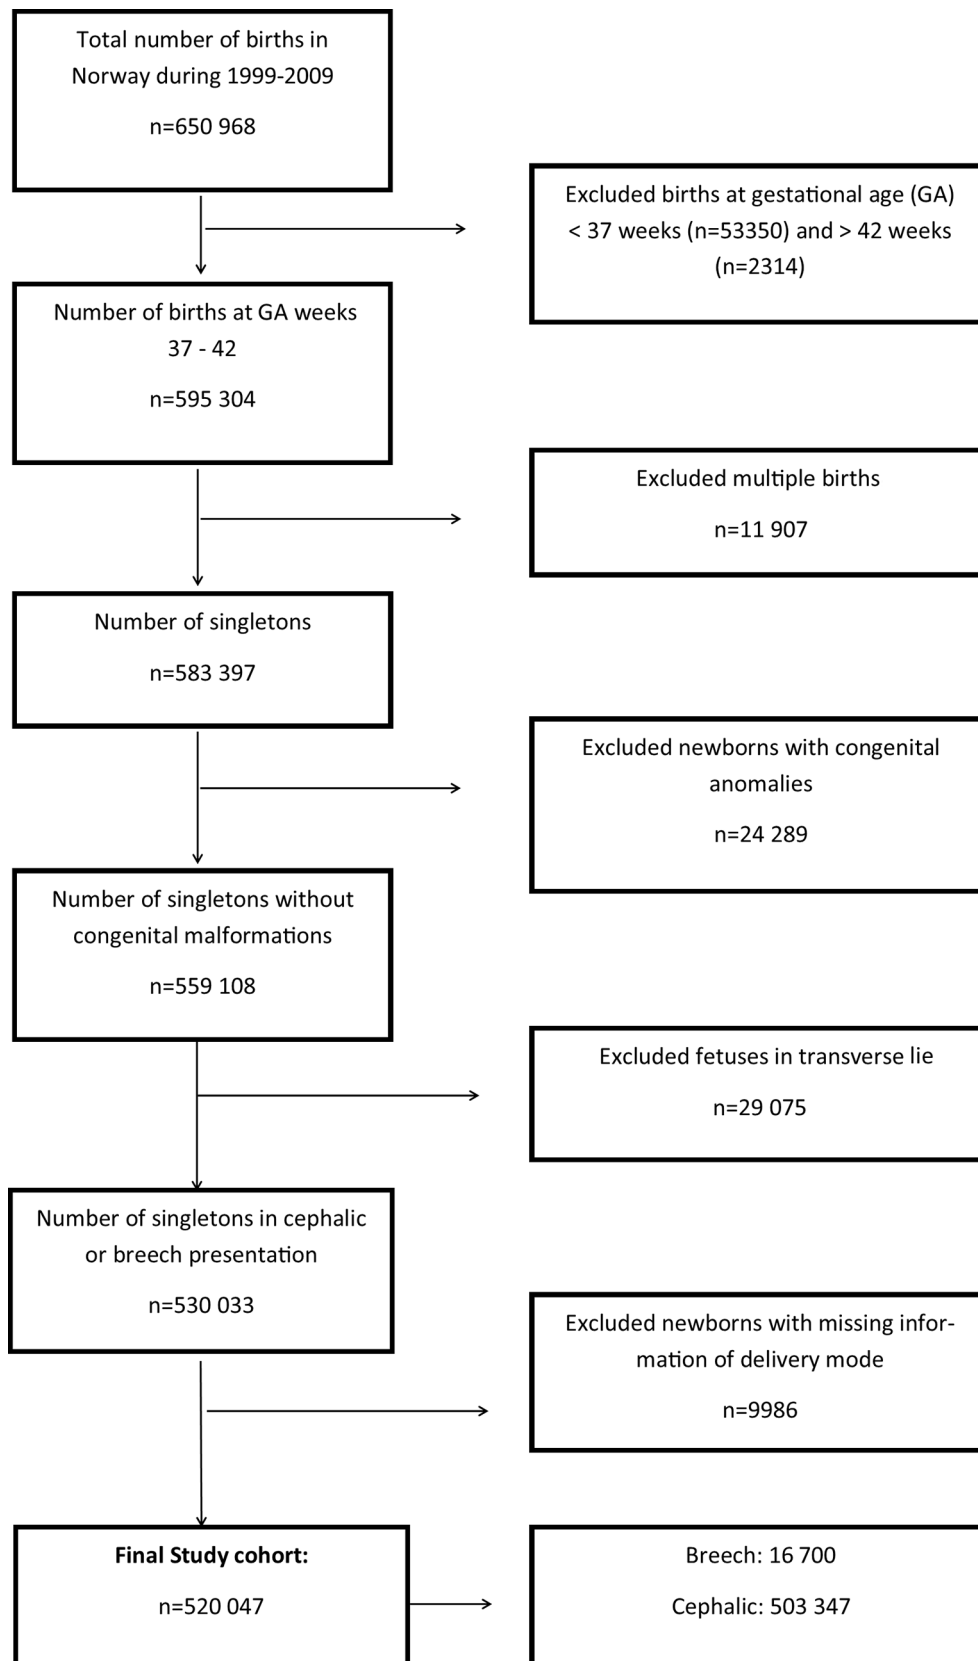 Total number of births in
Norway during 1999-2009
n=650 968
Excluded births at gestational age (GA)
< 37 weeks (n=53350) and > 42 weeks
(n=2314)
Number of births at GA weeks
37 - 42
n=595 304
Excluded multiple births
n=11 907
Number of singletons
n=583 397
Excluded newborns with congenital
anomalies
n=24 289
Number of singletons without
congenital malformations
n=559 108
Excluded fetuses in transverse lie
n=29 075
Number of singletons in cephalic
or breech presentation
n=530 033
Excluded newborns with missing infor-
mation of delivery mode
n=9986
Final Study cohort:
n=520 047
Breech: 16 700
Cephalic: 503 347